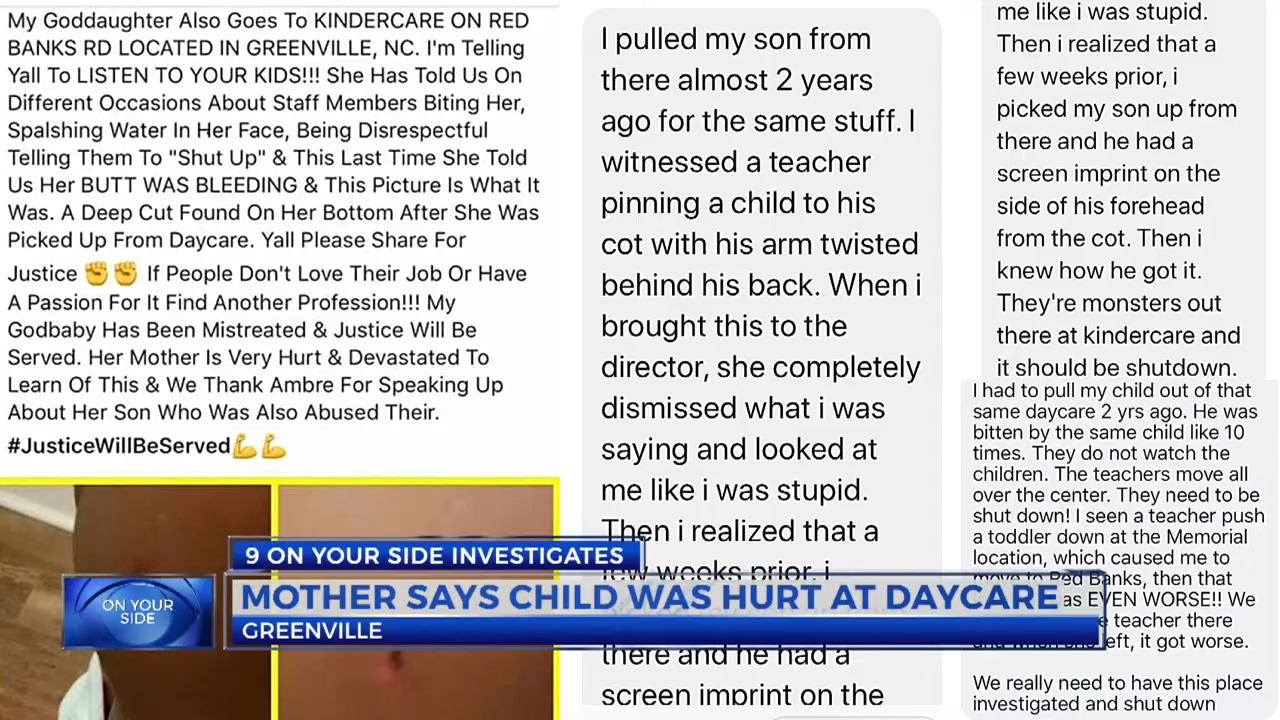 My Goddaughter Also Goes To KINDERCARE ON RED
BANKS RD LOCATED IN GREENVILLE, NC. I'm Telling
Yall To LISTEN TO YOUR KIDS!!! She Has Told Us On
Different Occasions About Staff Members Biting Her,
Spalshing Water In Her Face, Being Disrespectful
Telling Them To "Shut Up" & This Last Time She Told
Us Her BUTT WAS BLEEDING & This Picture Is What It
Was. A Deep Cut Found On Her Bottom After She Was
Picked Up From Daycare. Yall Please Share For
Justice ✊✊ If People Don't Love Their Job Or Have
A Passion For It Find Another Profession!!! My
Godbaby Has Been Mistreated & Justice Will Be
Served. Her Mother Is Very Hurt & Devastated To
Learn Of This & We Thank Ambre For Speaking Up
About Her Son Who Was Also Abused Their.
#JusticeWillBeServed💪💪
I pulled my son from
there almost 2 years
ago for the same stuff. I
witnessed a teacher
pinning a child to his
cot with his arm twisted
behind his back. When i
brought this to the
director, she completely
dismissed what i was
saying and looked at
me like i was stupid.
Then i realized that a
few weeks prior, i
there and he had a
screen imprint on the
me like i was stupid.
Then i realized that a
few weeks prior, i
picked my son up from
there and he had a
screen imprint on the
side of his forehead
from the cot. Then i
knew how he got it.
They're monsters out
there at kindercare and
it should be shutdown.
I had to pull my child out of that
same daycare 2 yrs ago. He was
bitten by the same child like 10
times. They do not watch the
children. The teachers move all
over the center. They need to be
shut down! I seen a teacher push
a toddler down at the Memorial
location, which caused me to
move to Red Banks, then that
as EVEN WORSE!! We
teacher there
left, it got worse.
We really need to have this place
investigated and shut down
9 ON YOUR SIDE INVESTIGATES
MOTHER SAYS CHILD WAS HURT AT DAYCARE
GREENVILLE
ON YOUR
SIDE